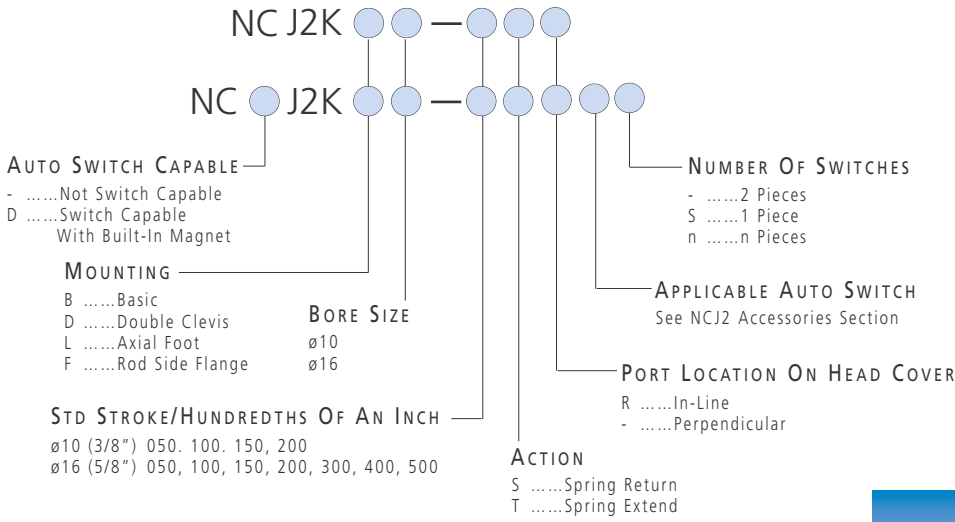 NC J2K —
NC J2K —
AUTO SWITCH CAPABLE
- ......Not Switch Capable
D ......Switch Capable
With Built-In Magnet
MOUNTING
B ......Basic
D ......Double Clevis
L ......Axial Foot
F ......Rod Side Flange
BORE SIZE
ø10
ø16
STD STROKE/HUNDREDTHS OF AN INCH
ø10 (3/8") 050. 100. 150, 200
ø16 (5/8") 050, 100, 150, 200, 300, 400, 500
NUMBER OF SWITCHES
- ......2 Pieces
S ......1 Piece
n ......n Pieces
APPLICABLE AUTO SWITCH
See NCJ2 Accessories Section
PORT LOCATION ON HEAD COVER
R ......In-Line
- ......Perpendicular
ACTION
S ......Spring Return
T ......Spring Extend